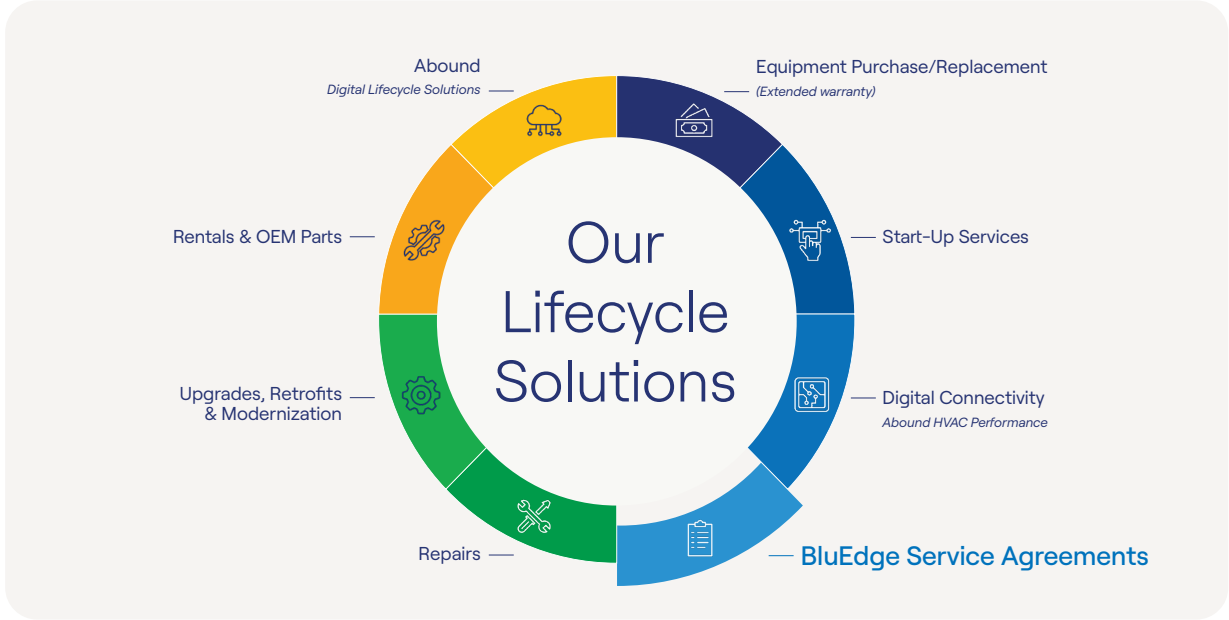 Our
Lifecycle
Solutions
Equipment Purchase/Replacement
(Extended warranty)
Start-Up Services
Digital Connectivity
Abound HVAC Performance
BluEdge Service Agreements
Repairs
Upgrades, Retrofits
& Modernization
Rentals & OEM Parts
Abound
Digital Lifecycle Solutions